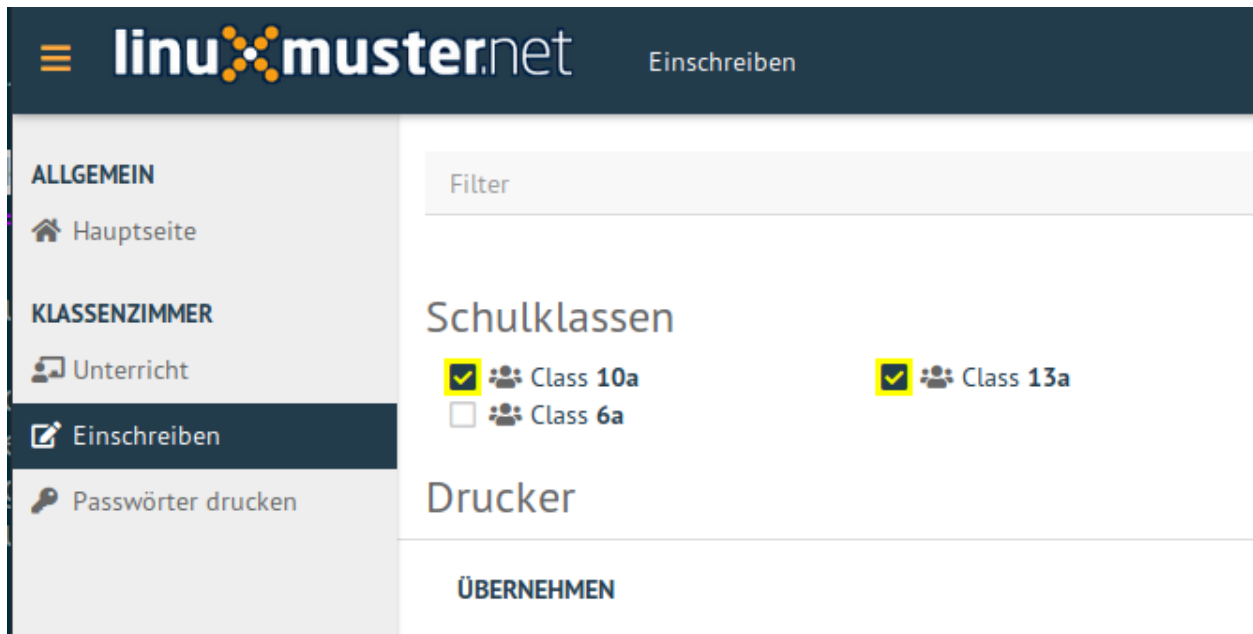 linuxmuster.net
Einschreiben
ALLGEMEIN
Hauptseite
KLASSENZIMMER
Unterricht
Einschreiben
Passwörter drucken
Filter
Schulklassen
Class 10a
Class 13a
Class 6a
Drucker
ÜBERNEHMEN